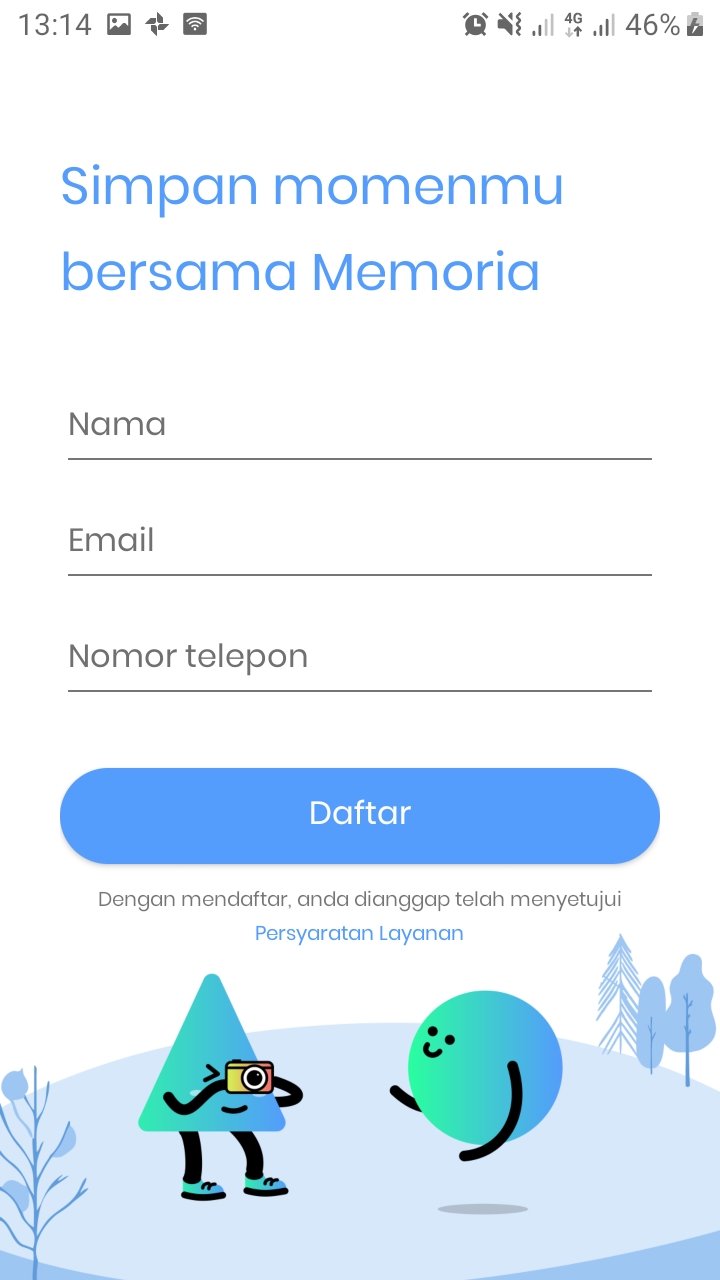 13:14 4G 46%
Simpan momenmu
bersama Memoria
Nama
Email
Nomor telepon
Daftar
Dengan mendaftar, anda dianggap telah menyetujui
Persyaratan Layanan